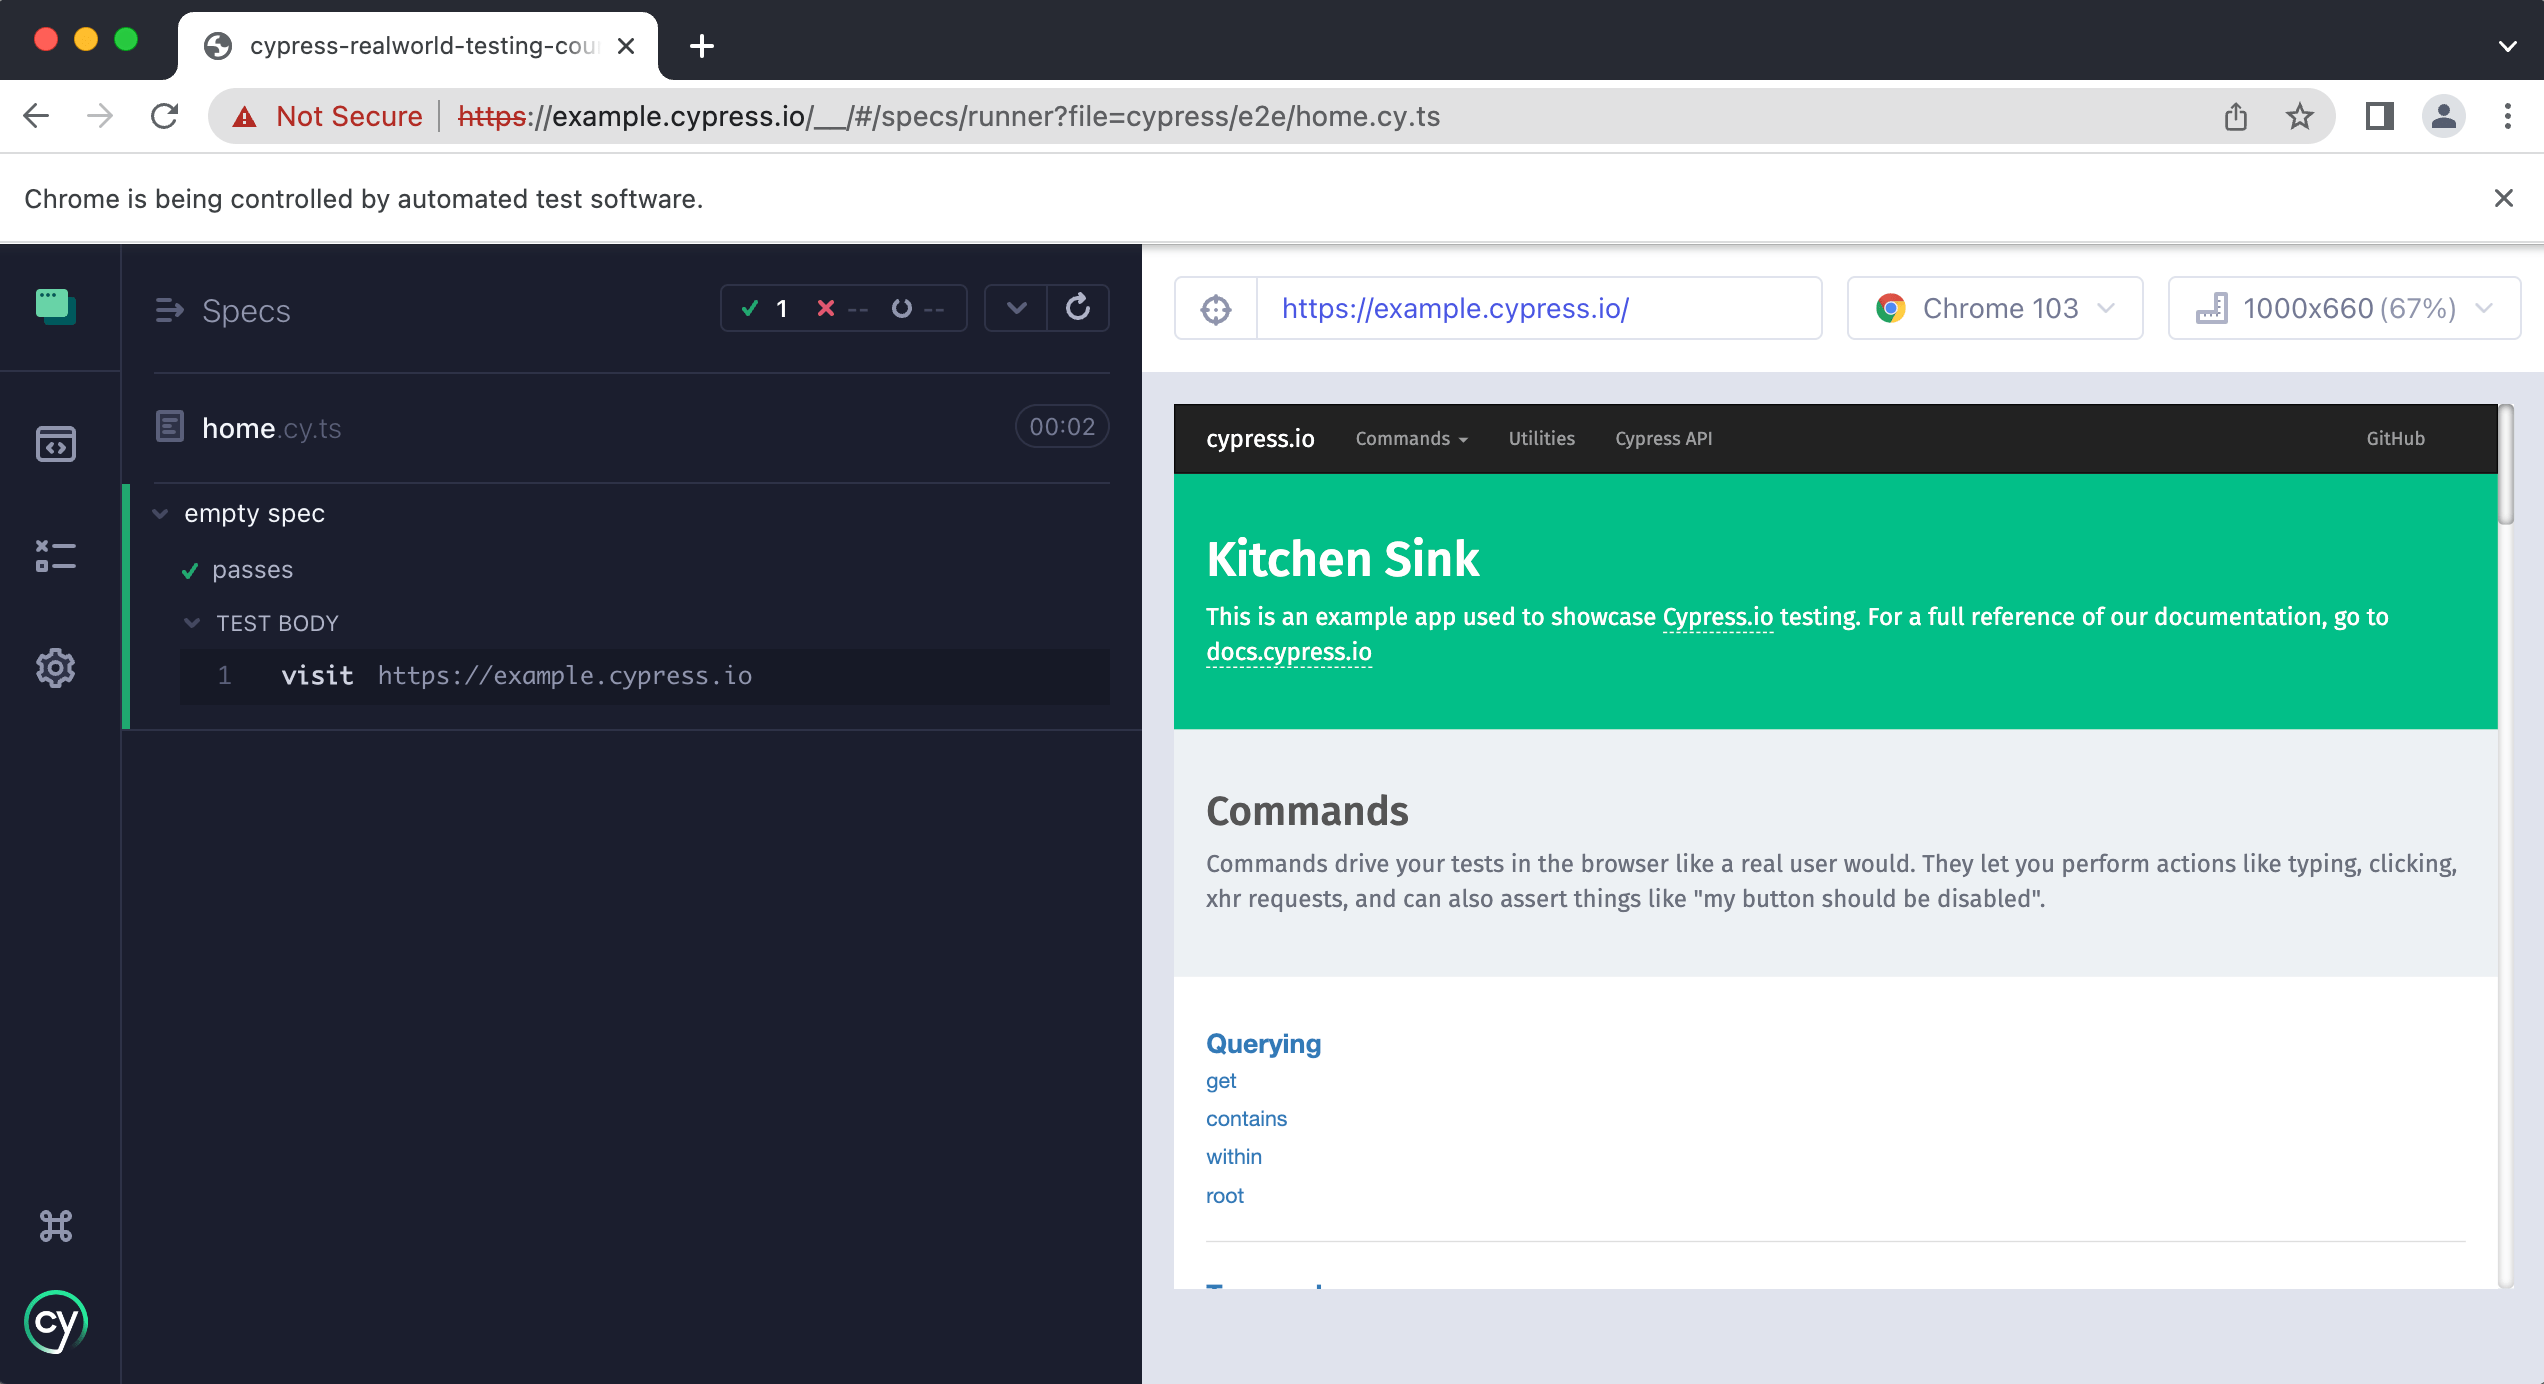 cypress-realworld-testing-cou
Not Secure
https://example.cypress.io/__/#/specs/runner?file=cypress/e2e/home.cy.ts
Chrome is being controlled by automated test software.
Specs
1 -- --
home.cy.ts
00:02
empty spec
passes
TEST BODY
1 visit https://example.cypress.io
cy
https://example.cypress.io/
Chrome 103
1000x660 (67%)
cypress.io Commands Utilities Cypress API GitHub
Kitchen Sink
This is an example app used to showcase Cypress.io testing. For a full reference of our documentation, go to
docs.cypress.io
Commands
Commands drive your tests in the browser like a real user would. They let you perform actions like typing, clicking,
xhr requests, and can also assert things like "my button should be disabled".
Querying
get
contains
within
root